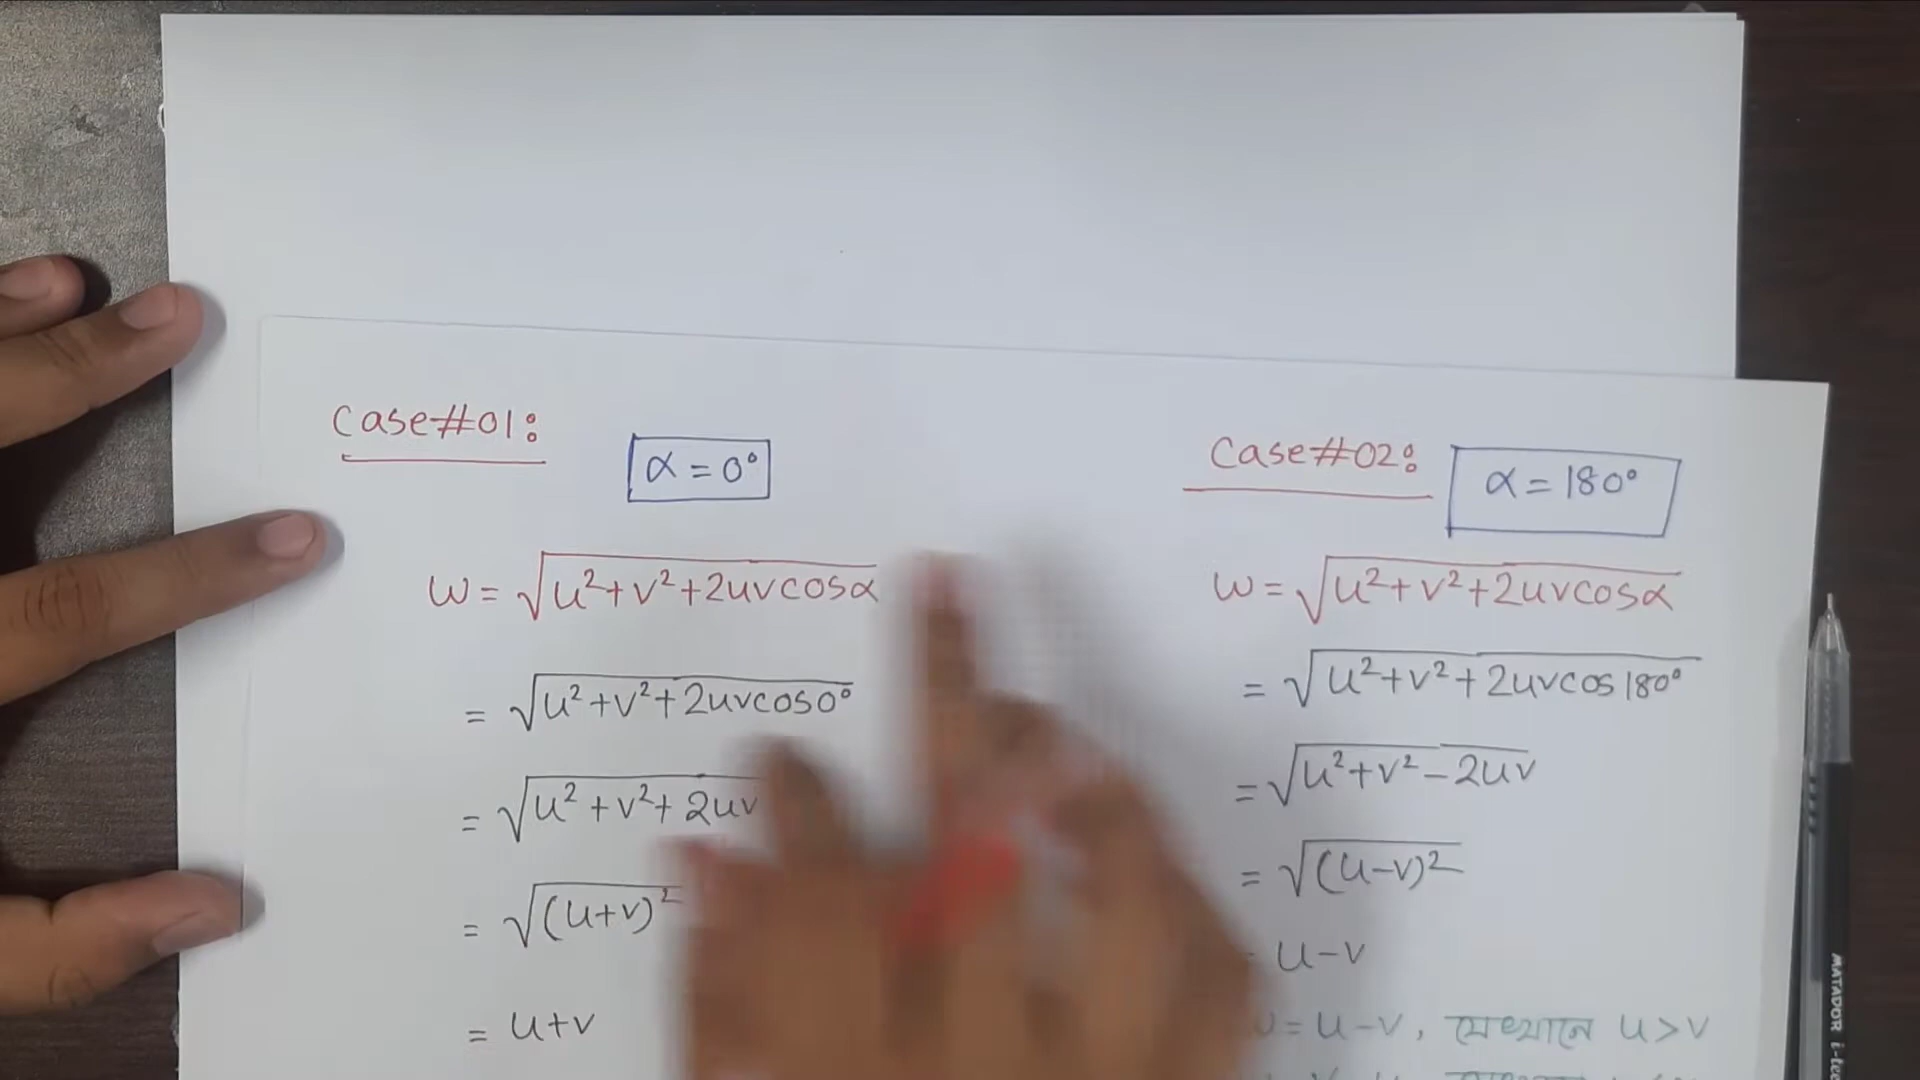 Case#01:
α = 0°
w = √u²+v²+2uvcosα
= √u²+v²+2uvcos0°
= √u²+v²+2uv
= √(u+v)²
= u+v
Case#02:
α = 180°
w = √u²+v²+2uvcosα
= √u²+v²+2uvcos180°
= √u²+v²-2uv
= √(u-v)²
u-v
= u-v, যেখানে u>v
MATADOR